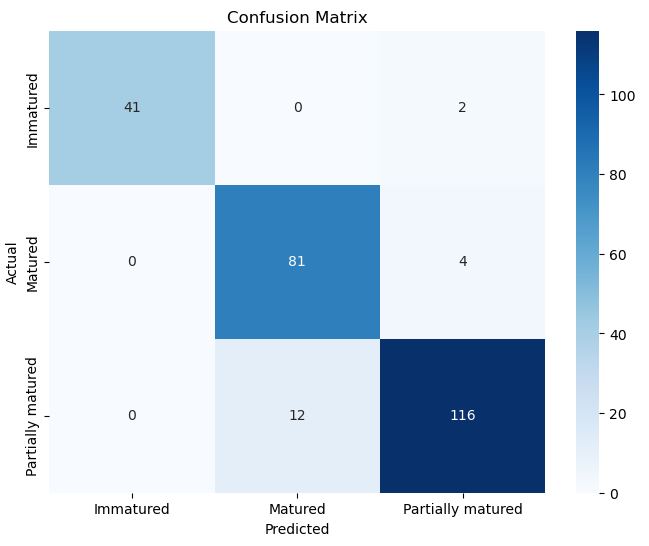 Confusion Matrix
Actual
Immatured
41
0
2
Matured
0
81
4
Partially matured
0
12
116
Immatured
Matured
Partially matured
Predicted
100
80
60
40
20
0